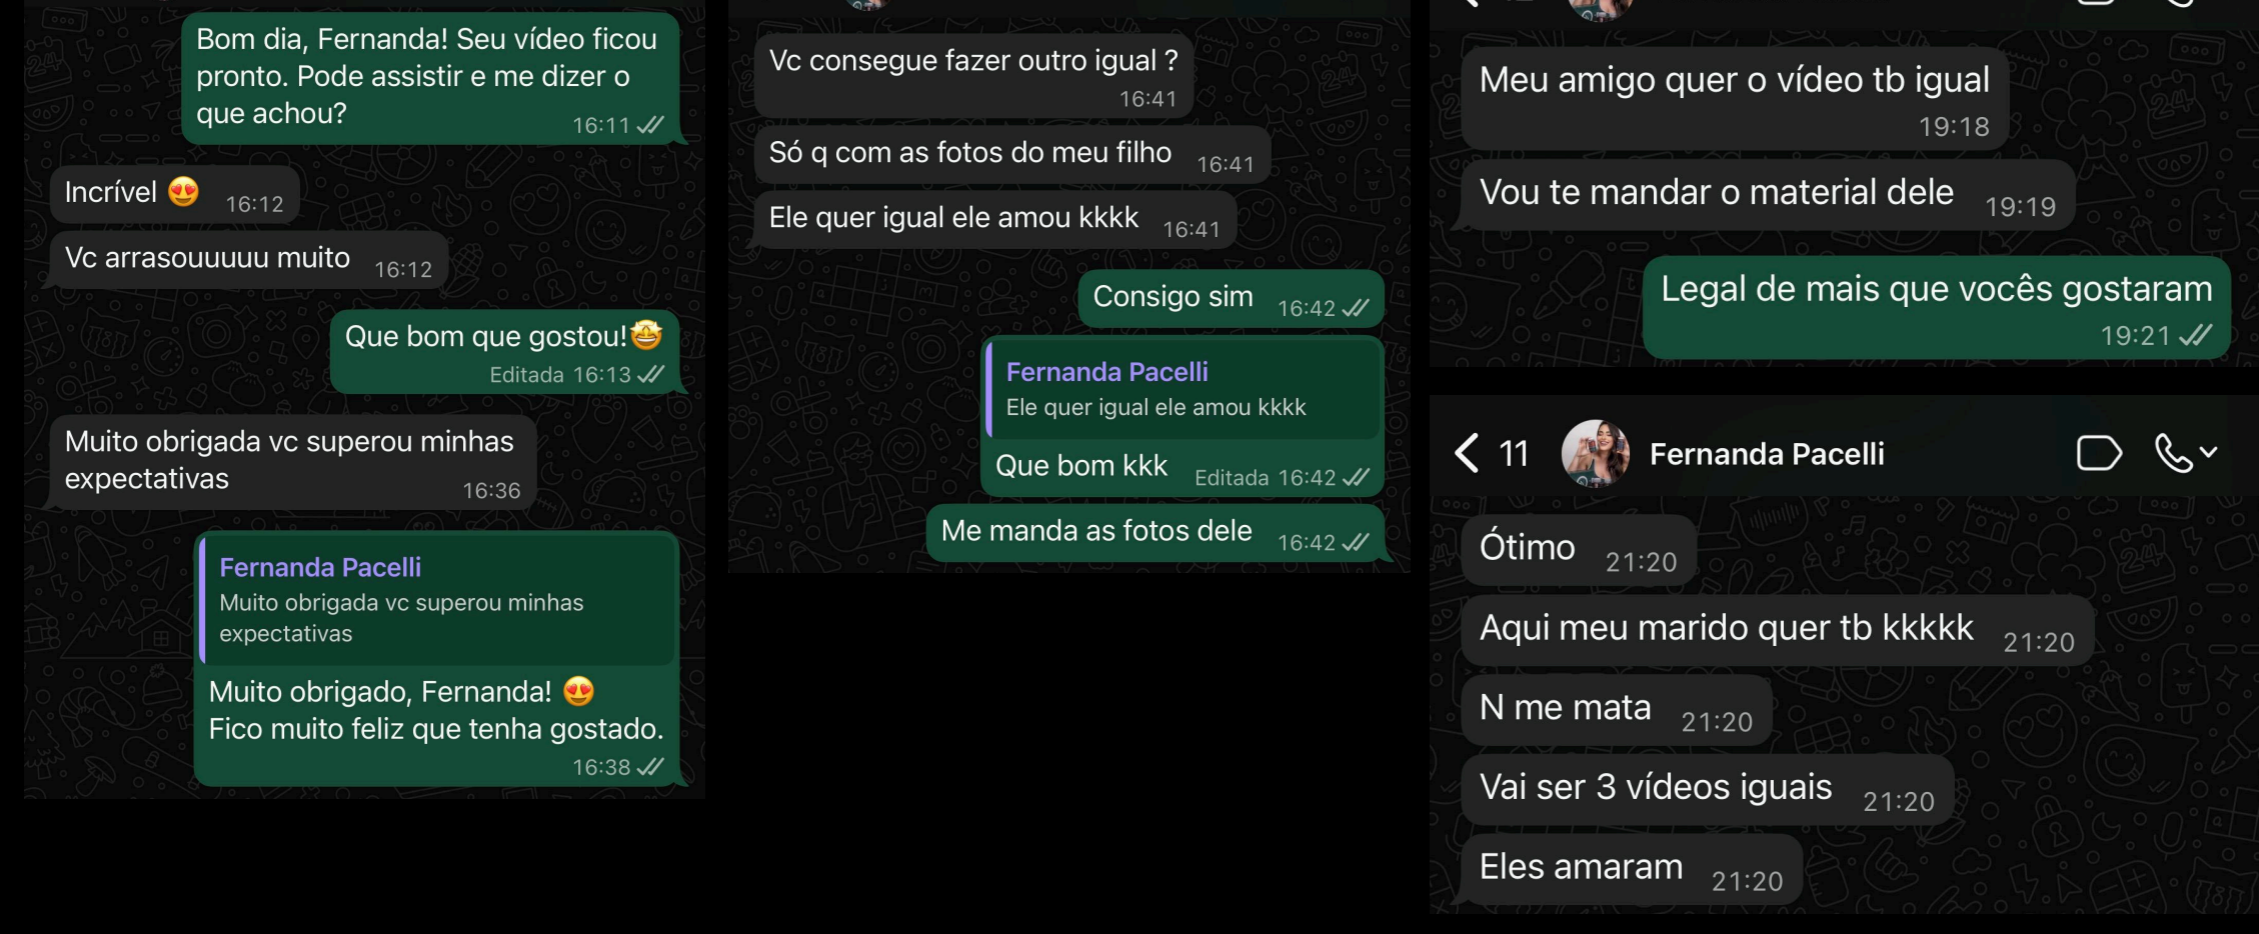 16:11
Bom dia, Fernanda! Seu vídeo ficou
pronto. Pode assistir e me dizer o
que achou?
16:11
Incrível 😍
16:12
Vc arrasouuuuu muito
16:12
Que bom que gostou!🤩
Editada 16:13
Muito obrigada vc superou minhas
expectativas
16:36
Fernanda Pacelli
Muito obrigada vc superou minhas
expectativas
Muito obrigado, Fernanda! 😍
Fico muito feliz que tenha gostado.
16:38
Vc consegue fazer outro igual ?
16:41
Só q com as fotos do meu filho
16:41
Ele quer igual ele amou kkkk
16:41
Consigo sim
16:42
Fernanda Pacelli
Ele quer igual ele amou kkkk
Que bom kkk
Editada 16:42
Me manda as fotos dele
16:42
Meu amigo quer o vídeo tb igual
19:18
Vou te mandar o material dele
19:19
Legal de mais que vocês gostaram
19:21
11
Fernanda Pacelli
Ótimo
21:20
Aqui meu marido quer tb kkkkk
21:20
N me mata
21:20
Vai ser 3 vídeos iguais
21:20
Eles amaram
21:20